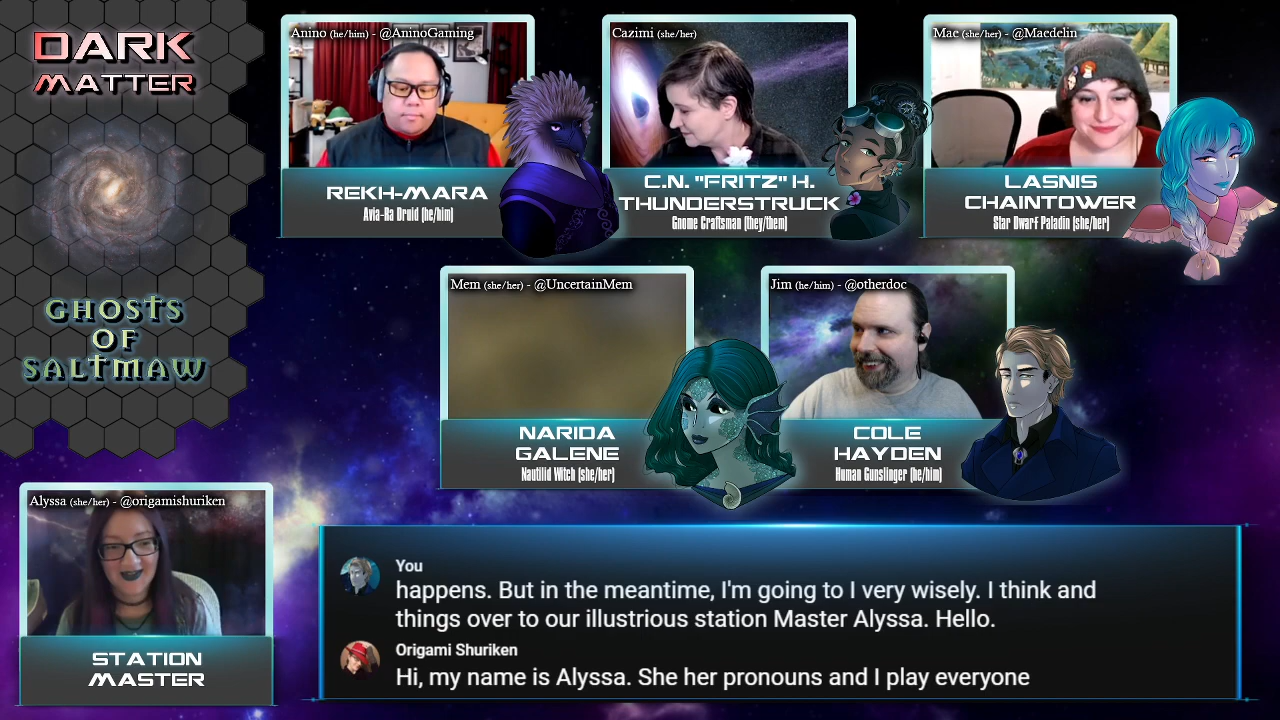 DARK
MATTER
GHOSTS
OF
SALTMAW
Anino (he/him) - @AninoGaming
REKH-MARA
Avia-Ra Druid (he/him)
Cazimi (she/her)
C.N. "FRITZ" H.
THUNDERSTRUCK
Gnome Craftsman (they/them)
Mae (she/her) - @Maedelin
LASNIS
CHAINTOWER
Star Dwarf Paladin (she/her)
Mem (she/her) - @UncertainMem
NARIDA
GALENE
Nautilid Witch (she/her)
Jim (he/him) - @otherdoc
COLE
HAYDEN
Human Gunslinger (he/him)
Alyssa (she/her) - @origamishuriken
STATION
MASTER
You
happens. But in the meantime, I'm going to I very wisely. I think and
things over to our illustrious station Master Alyssa. Hello.
Origami Shuriken
Hi, my name is Alyssa. She her pronouns and I play everyone